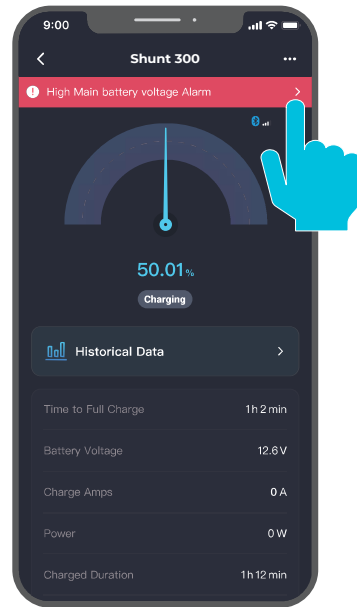 9:00
Shunt 300
High Main battery voltage Alarm
50.01%
Charging
Historical Data
Time to Full Charge 1h 2 min
Battery Voltage 12.6 V
Charge Amps 0 A
Power 0 W
Charged Duration 1h 12 min